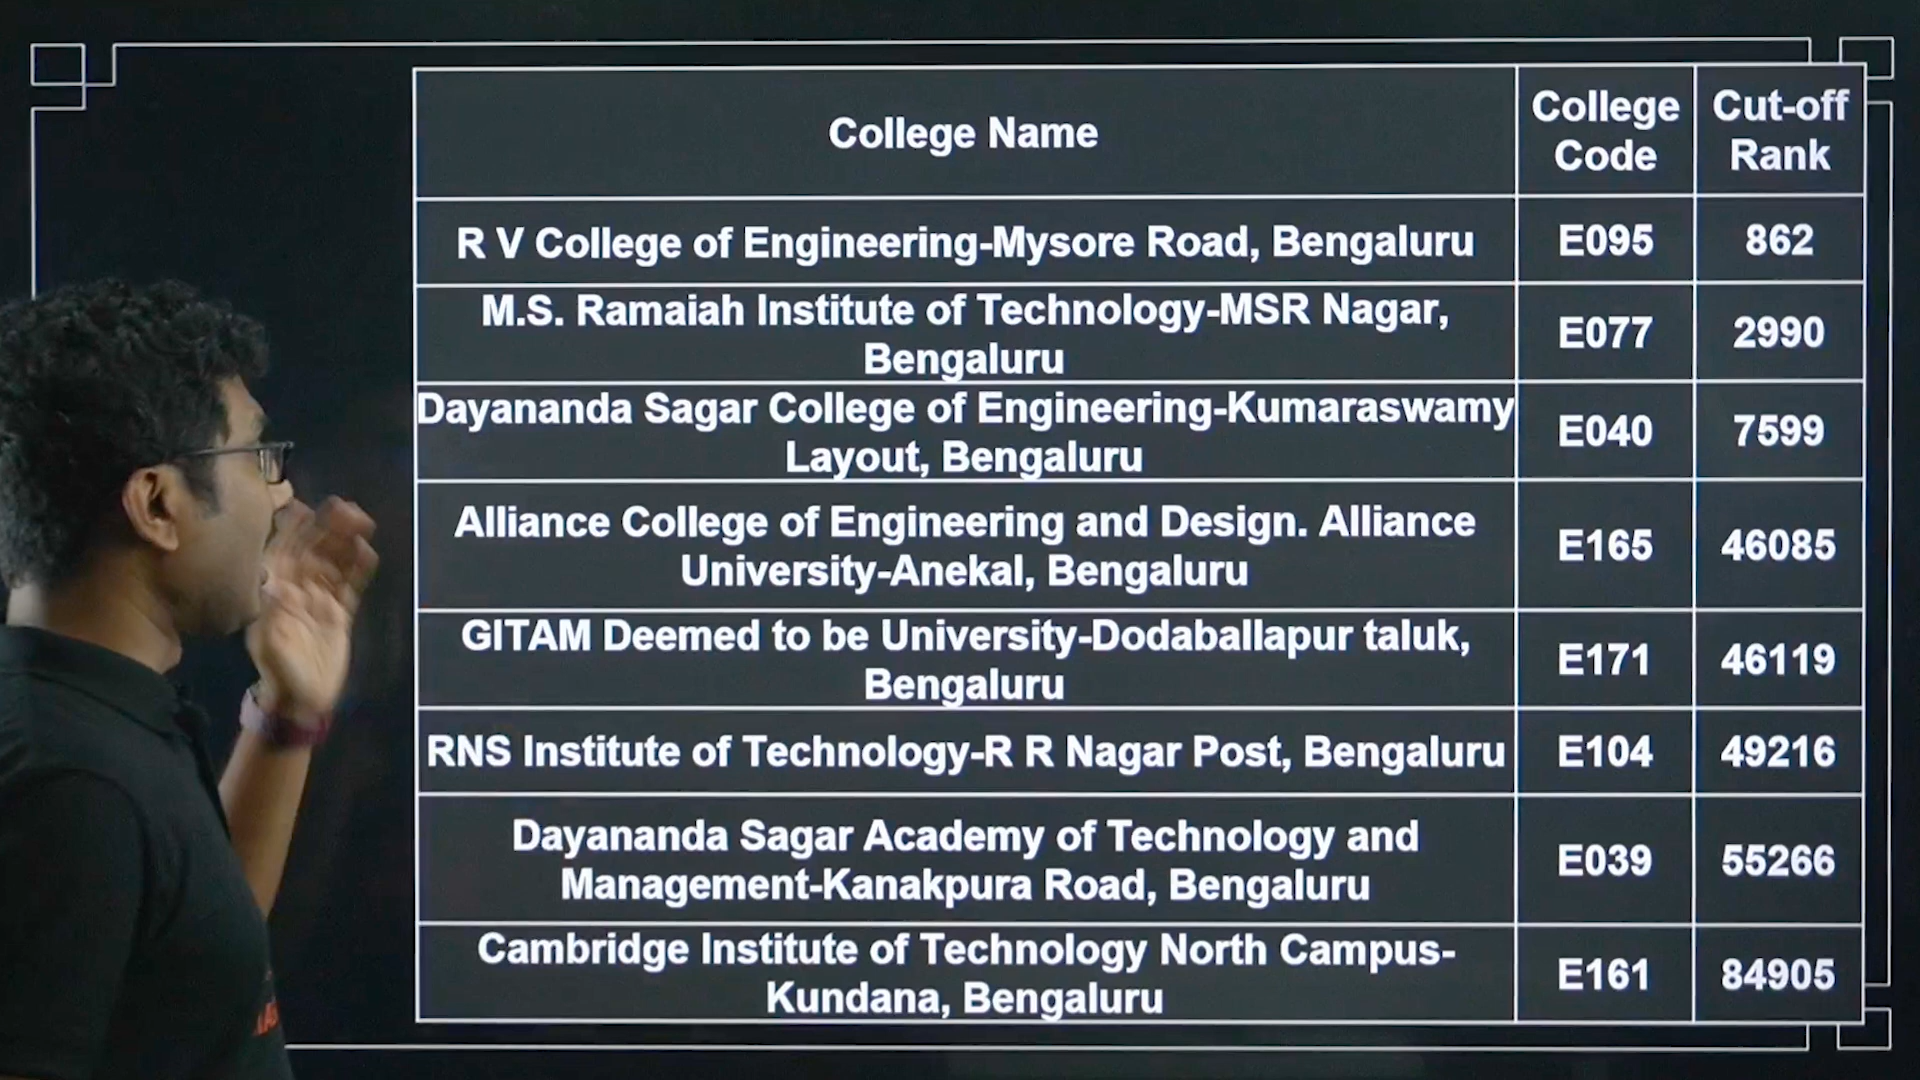 College Name
College
Code
Cut-off
Rank
R V College of Engineering-Mysore Road, Bengaluru
E095
862
M.S. Ramaiah Institute of Technology-MSR Nagar,
Bengaluru
E077
2990
Dayananda Sagar College of Engineering-Kumaraswamy
Layout, Bengaluru
E040
7599
Alliance College of Engineering and Design. Alliance
University-Anekal, Bengaluru
E165
46085
GITAM Deemed to be University-Dodaballapur taluk,
Bengaluru
E171
46119
RNS Institute of Technology-R R Nagar Post, Bengaluru
E104
49216
Dayananda Sagar Academy of Technology and
Management-Kanakpura Road, Bengaluru
E039
55266
Cambridge Institute of Technology North Campus-
Kundana, Bengaluru
E161
84905